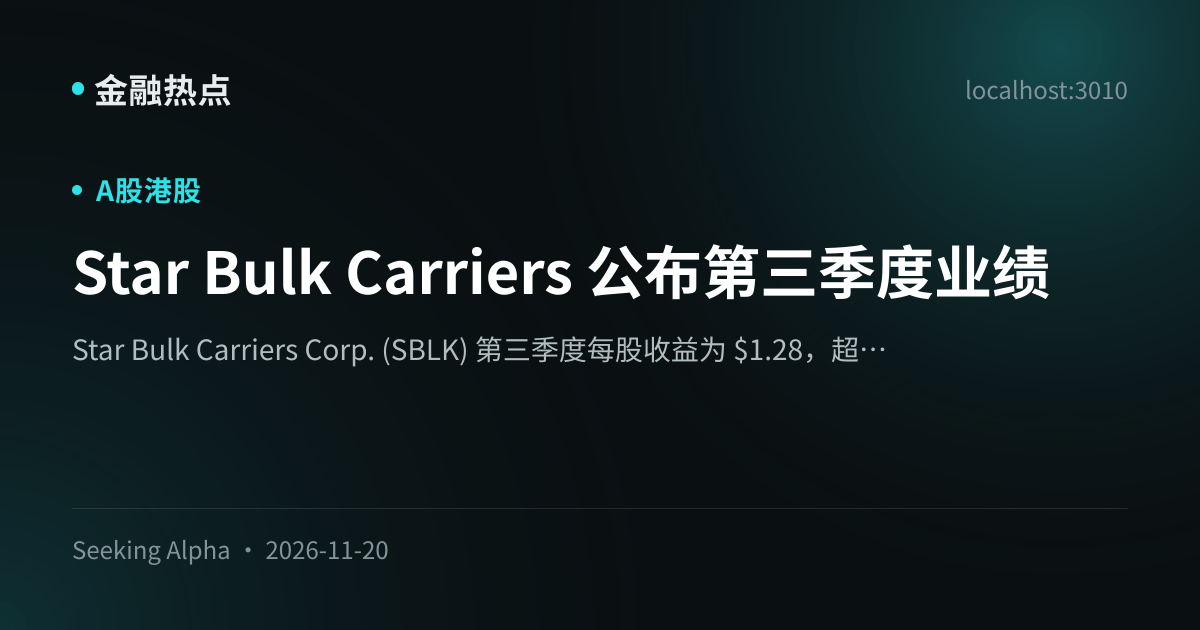 金融热点
localhost:3010
A股港股
Star Bulk Carriers 公布第三季度业绩
Star Bulk Carriers Corp. (SBLK) 第三季度每股收益为 $1.28，超…
Seeking Alpha · 2026-11-20